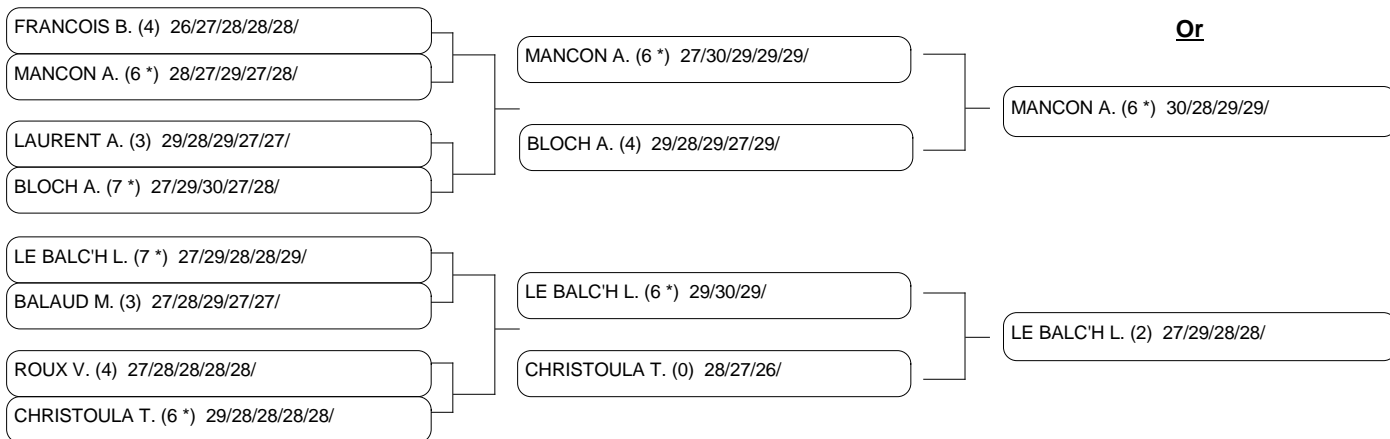 FRANCOIS B. (4) 26/27/28/28/28/
MANCON A. (6 *) 28/27/29/27/28/
LAURENT A. (3) 29/28/29/27/27/
BLOCH A. (7 *) 27/29/30/27/28/
LE BALC'H L. (7 *) 27/29/28/28/29/
BALAUD M. (3) 27/28/29/27/27/
ROUX V. (4) 27/28/28/28/28/
CHRISTOULA T. (6 *) 29/28/28/28/28/
MANCON A. (6 *) 27/30/29/29/29/
BLOCH A. (4) 29/28/29/27/29/
LE BALC'H L. (6 *) 29/30/29/
CHRISTOULA T. (0) 28/27/26/
Or
MANCON A. (6 *) 30/28/29/29/
LE BALC'H L. (2) 27/29/28/28/